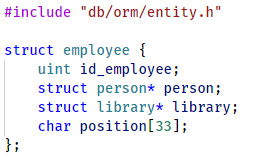 #include "db/orm/entity.h"
struct employee {
    uint id_employee;
    struct person* person;
    struct library* library;
    char position[33];
};